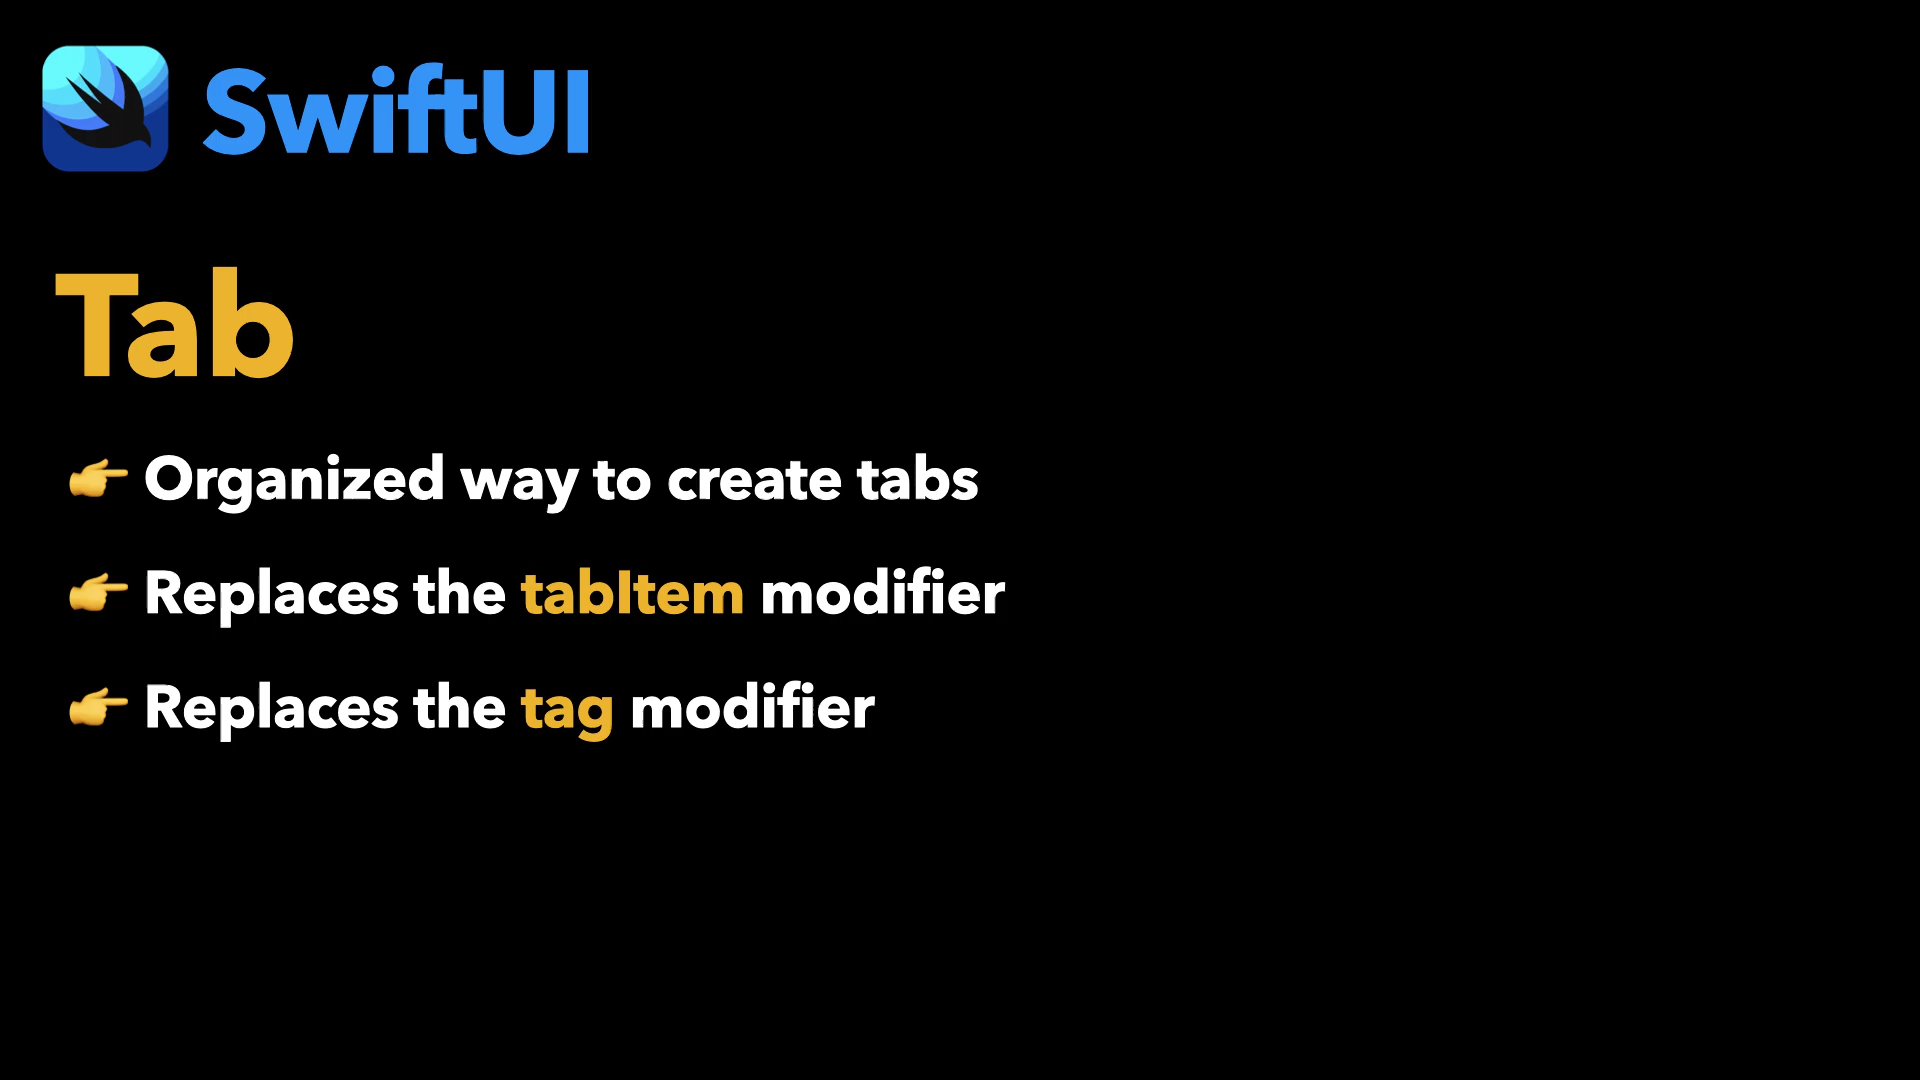 SwiftUI
Tab
👉 Organized way to create tabs
👉 Replaces the tabItem modifier
👉 Replaces the tag modifier